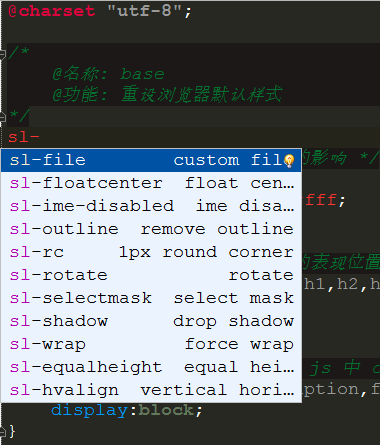 @charset "utf-8";
/*
@名称: base
@功能: 重设浏览器默认样式
*/
sl-
的影响 */
sl-file custom fil
sl-floatcenter float cen…
sl-ime-disabled ime disa…
fff;
sl-outline remove outline
sl-rc 1px round corner
的表现位置
sl-rotate rotate
h1,h2,h
sl-selectmask select mask
sl-shadow drop shadow
sl-wrap force wrap
sl-equalheight equal hei…
js 中 c
sl-hvalign vertical hori…
ption,f
display:block;
}